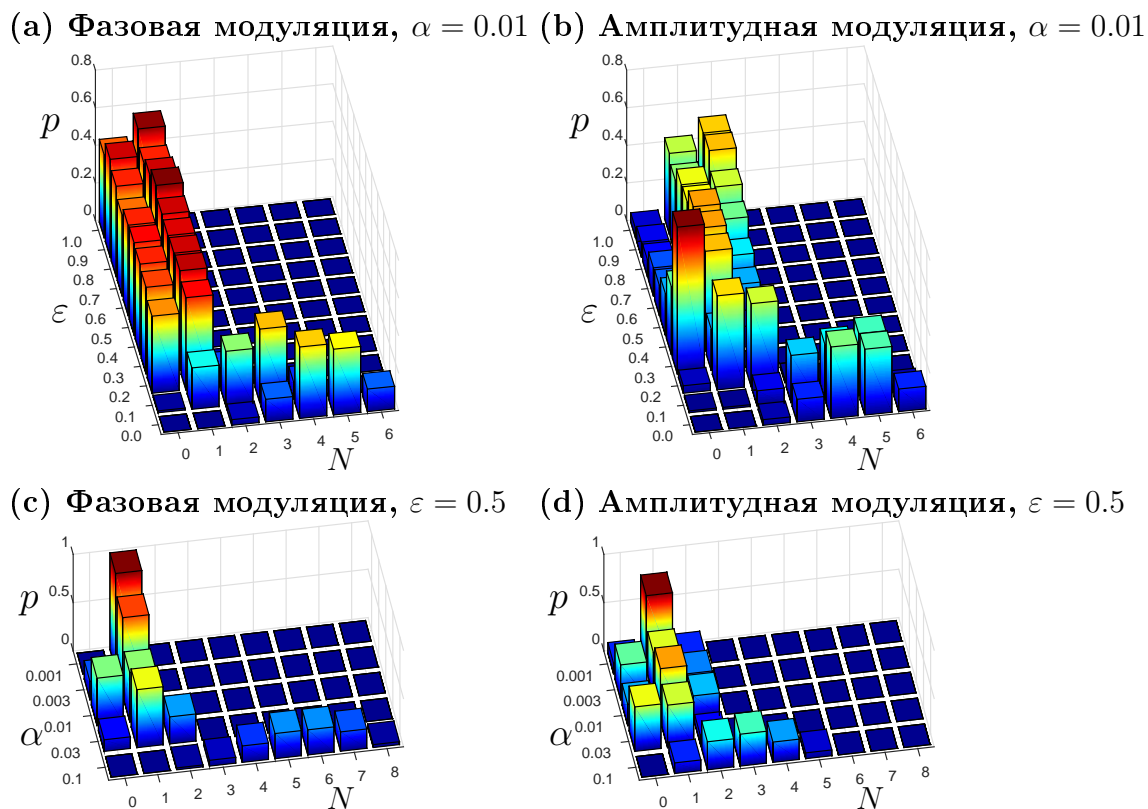 (a) Фазовая модуляция, α = 0.01 (b) Амплитудная модуляция, α = 0.01
0.8 0.8
p 0.6 p 0.6
0.4 0.4
0.2 0.2
0 0
1.0 1.0
0.9 0.9
0.8 0.8
0.7 0.7
ε 0.6 ε 0.6
0.5 0.5
0.4 0.4
0.3 0.3
0.2 0.2
0.1 0.1
0.0 0.0
0 1 2 3 4 5 6 0 1 2 3 4 5 6
N N
(c) Фазовая модуляция, ε = 0.5 (d) Амплитудная модуляция, ε = 0.5
1 1
p 0.5 p 0.5
0 0
0.001 0.001
0.003 0.003
α 0.01 α 0.01
0.03 0.03
0.1 0.1
0 1 2 3 4 5 6 7 8 0 1 2 3 4 5 6 7 8
N N